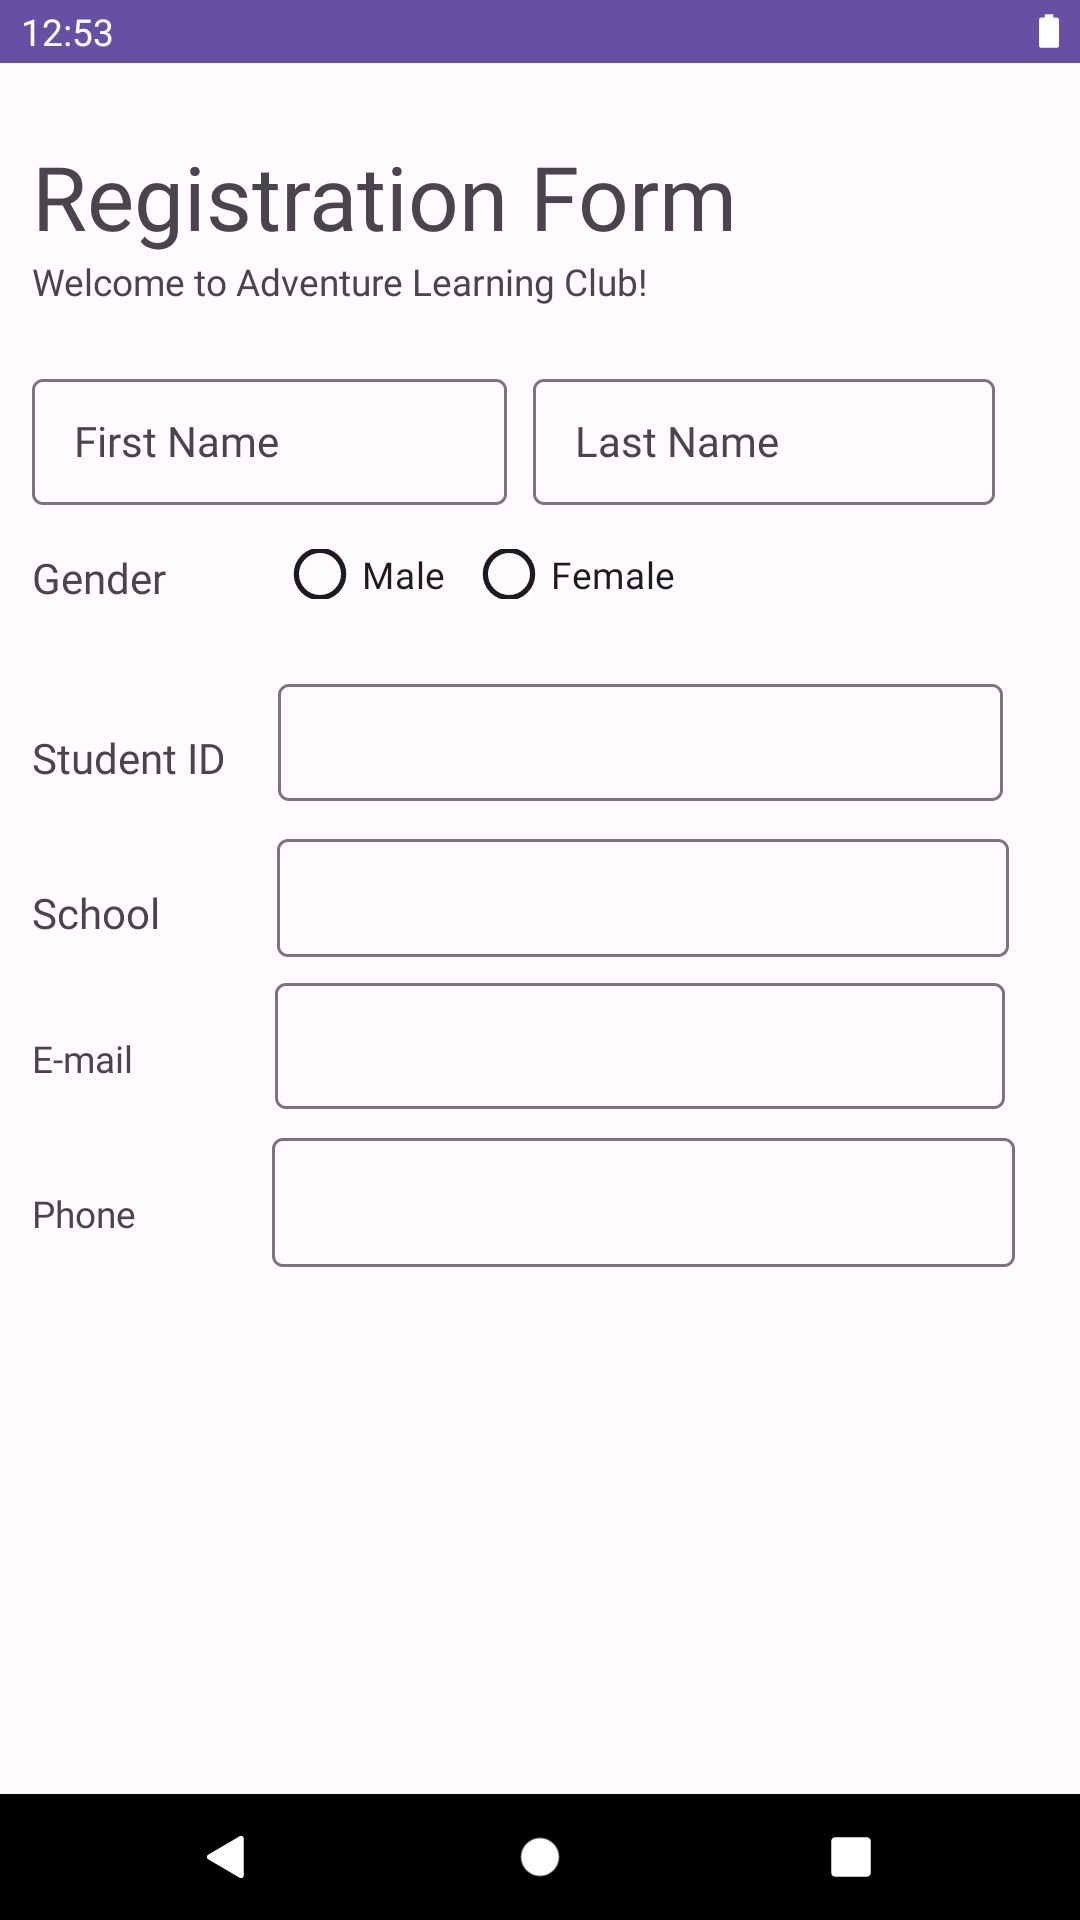 12:53
Registration Form
Welcome to Adventure Learning Club!
First Name Last Name
Gender Male Female
Student ID
School
E-mail
Phone